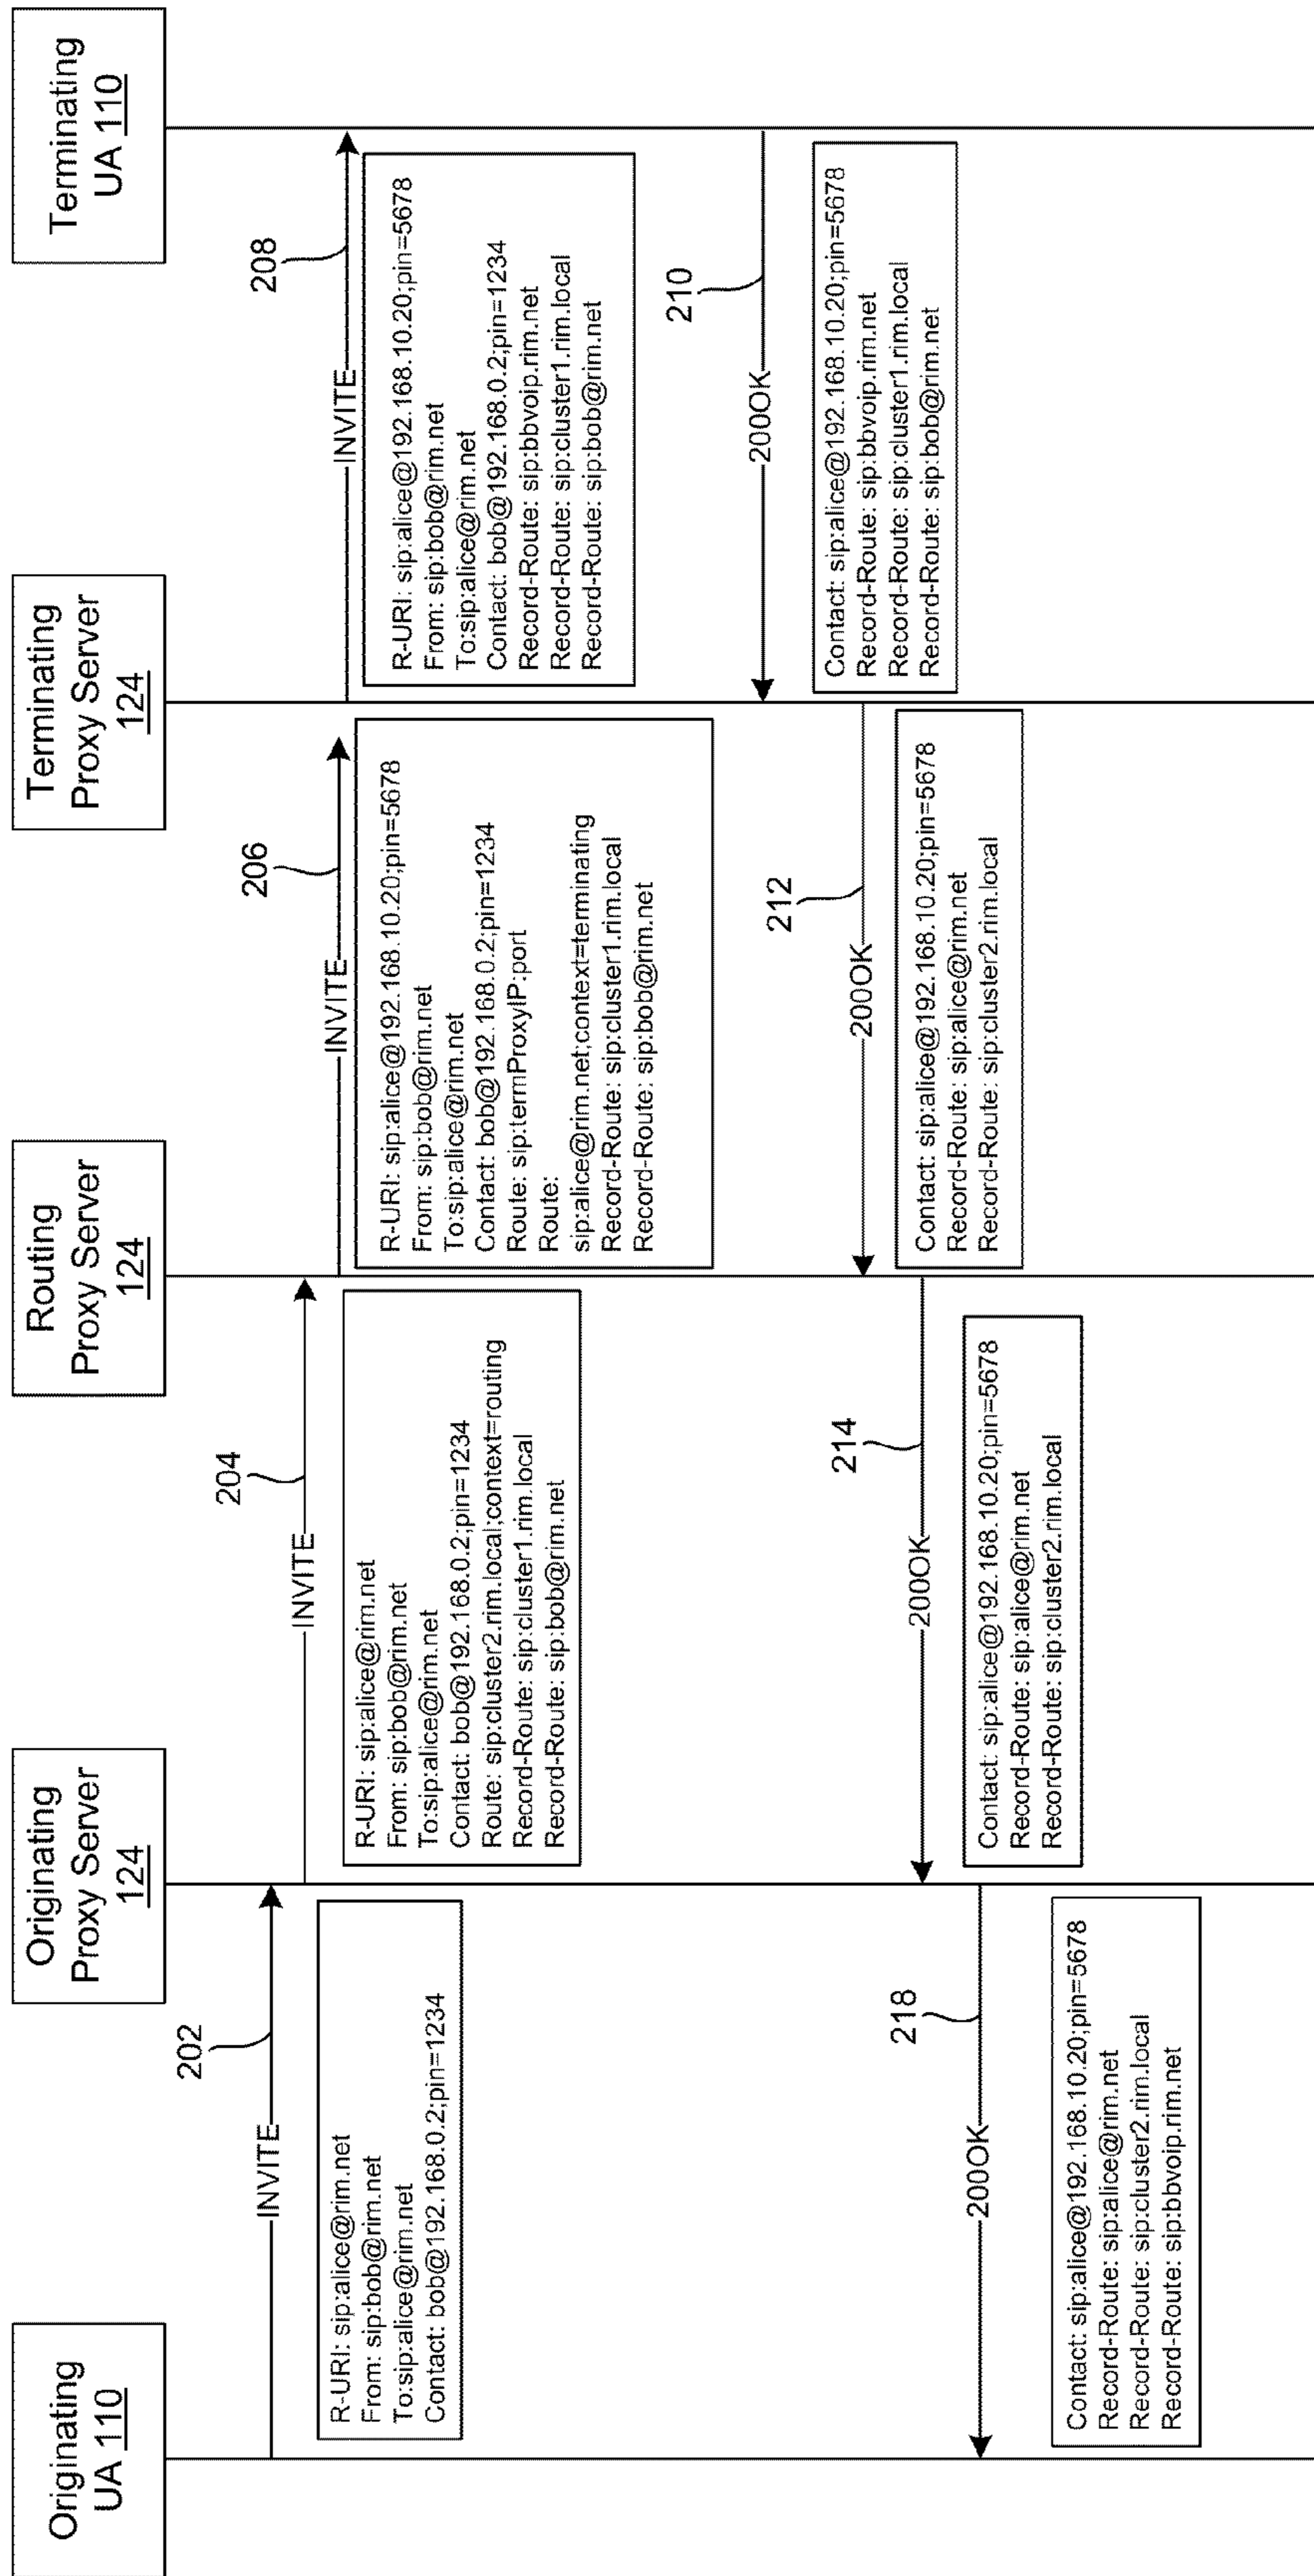 Originating
UA 110
Originating
Proxy Server
124
Routing
Proxy Server
124
Terminating
Proxy Server
124
Terminating
UA 110
202
INVITE
R-URI: sip:alice@rim.net
From: sip:bob@rim.net
To:sip:alice@rim.net
Contact: bob@192.168.0.2;pin=1234
204
INVITE
R-URI: sip:alice@rim.net
From: sip:bob@rim.net
To:sip:alice@rim.net
Contact: bob@192.168.0.2;pin=1234
Route: sip:cluster2.rim.local;context=routing
Record-Route: sip:cluster1.rim.local
Record-Route: sip:bob@rim.net
206
INVITE
R-URI: sip:alice@192.168.10.20;pin=5678
From: sip:bob@rim.net
To:sip:alice@rim.net
Contact: bob@192.168.0.2;pin=1234
Route: sip:termProxyIP:port
Route:
sip:alice@rim.net;context=terminating
Record-Route: sip:cluster1.rim.local
Record-Route: sip:bob@rim.net
208
INVITE
R-URI: sip:alice@192.168.10.20;pin=5678
From: sip:bob@rim.net
To:sip:alice@rim.net
Contact: bob@192.168.0.2;pin=1234
Record-Route: sip:bbvoip.rim.net
Record-Route: sip:cluster1.rim.local
Record-Route: sip:bob@rim.net
210
200OK
Contact: sip:alice@192.168.10.20;pin=5678
Record-Route: sip:bbvoip.rim.net
Record-Route: sip:cluster1.rim.local
Record-Route: sip:bob@rim.net
212
200OK
Contact: sip:alice@192.168.10.20;pin=5678
Record-Route: sip:alice@rim.net
Record-Route: sip:cluster2.rim.local
214
200OK
Contact: sip:alice@192.168.10.20;pin=5678
Record-Route: sip:alice@rim.net
Record-Route: sip:cluster2.rim.local
218
200OK
Contact: sip:alice@192.168.10.20;pin=5678
Record-Route: sip:alice@rim.net
Record-Route: sip:cluster2.rim.local
Record-Route: sip:bbvoip.rim.net